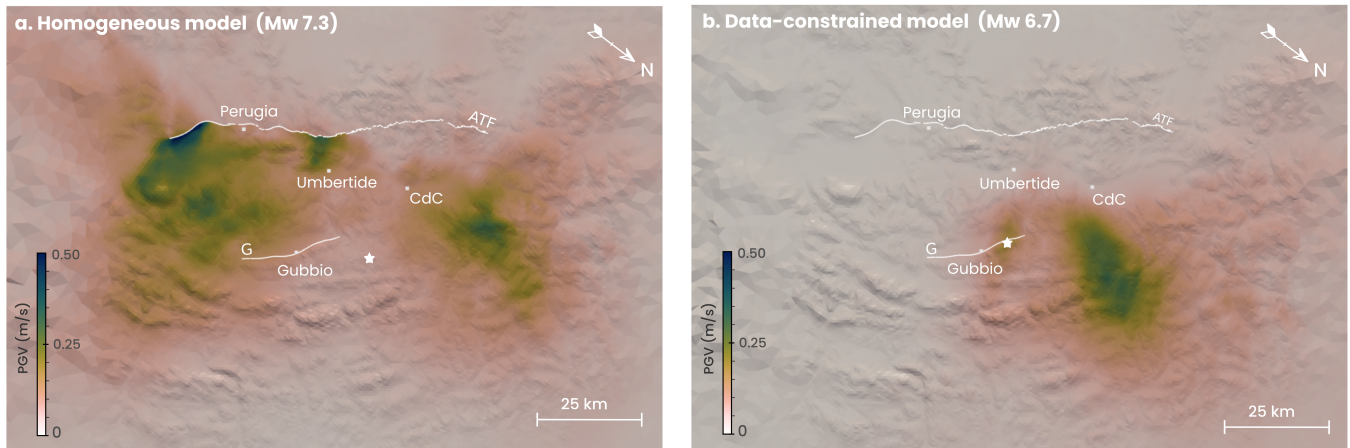 a. Homogeneous model (Mw 7.3)
N
Perugia
ATF
Umbertide
CdC
G
Gubbio
PGV (m/s)
0.50
0.25
0
25 km
b. Data-constrained model (Mw 6.7)
N
Perugia
ATF
Umbertide
CdC
G
Gubbio
PGV (m/s)
0.50
0.25
0
25 km